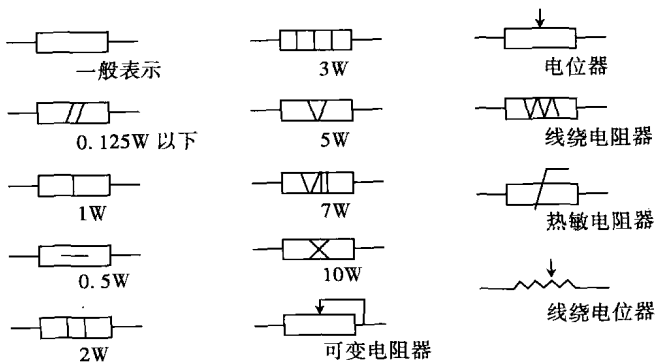 一般表示
3W
电位器
0.125W 以下
5W
线绕电阻器
1W
7W
热敏电阻器
0.5W
10W
线绕电位器
2W
可变电阻器